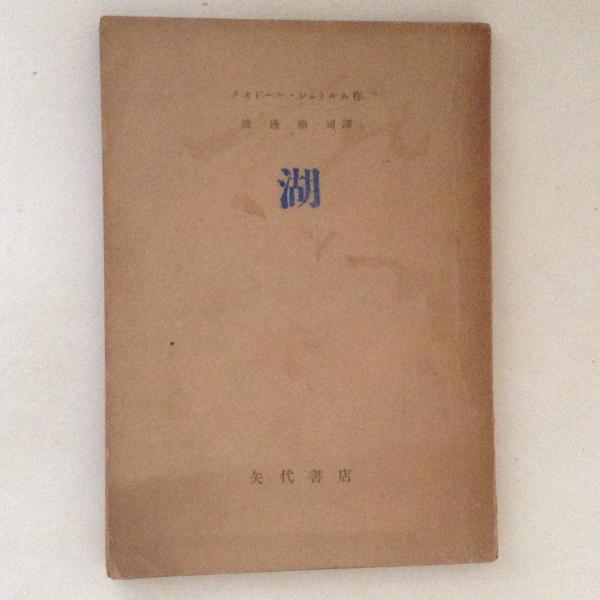 テオドール・シュトルム作
渡邊格司譯
湖
矢代書店